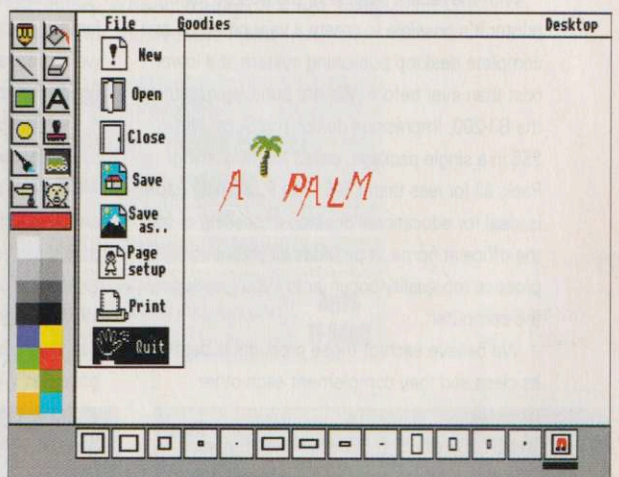 File Goodies Desktop
New
Open
Close
Save
Save
as..
Page
setup
Print
Quit
A PALM
A